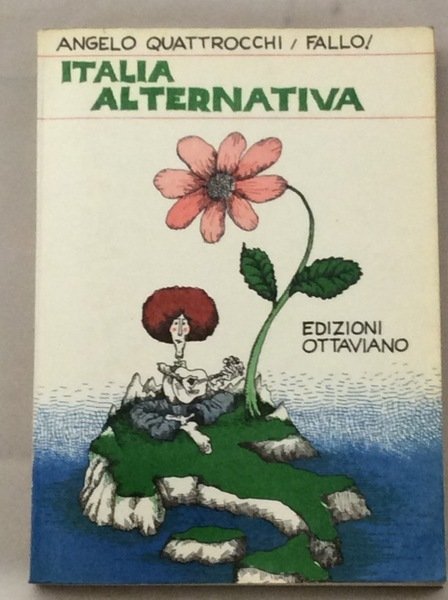 ANGELO QUATTROCCHI / FALLO!
ITALIA
ALTERNATIVA
EDIZIONI
OTTAVIANO